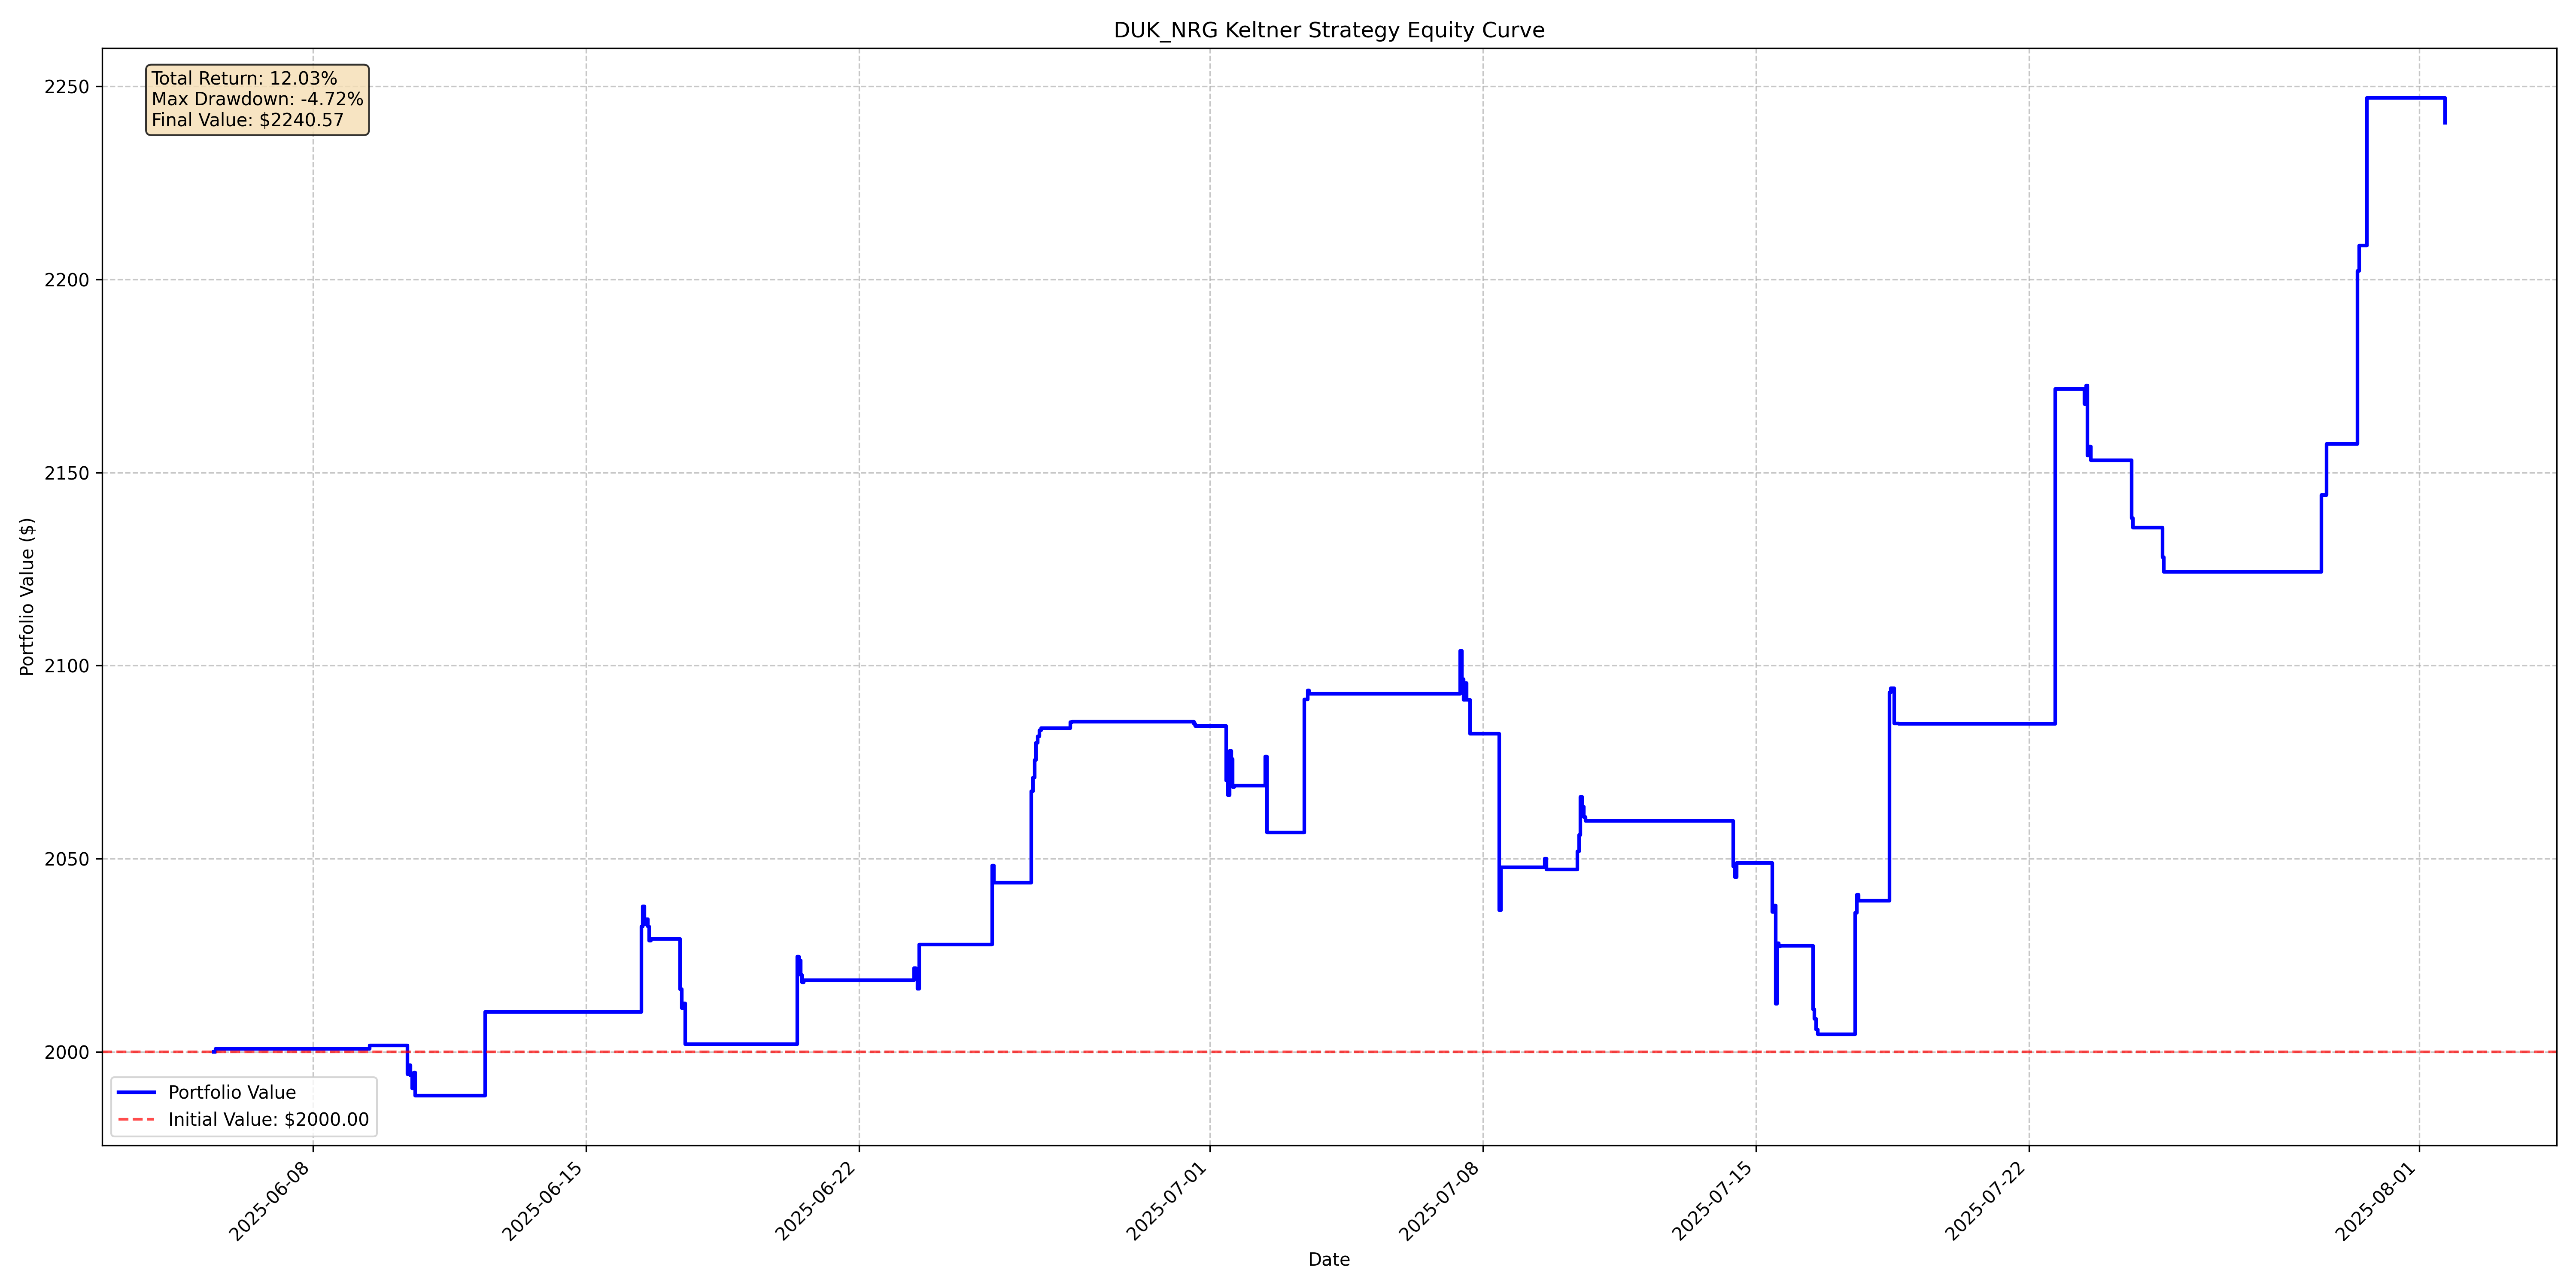 DUK_NRG Keltner Strategy Equity Curve
Total Return: 12.03%
Max Drawdown: -4.72%
Final Value: $2240.57
Portfolio Value ($)
2250
2200
2150
2100
2050
2000
Portfolio Value
Initial Value: $2000.00
2025-06-08
2025-06-15
2025-06-22
2025-07-01
2025-07-08
2025-07-15
2025-07-22
2025-08-01
Date